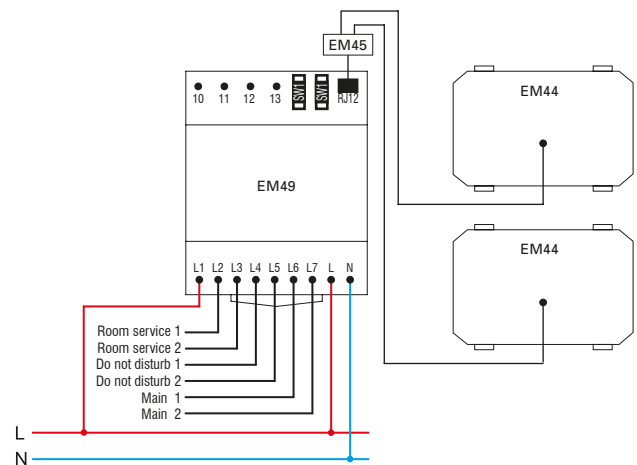 EM45
10 11 12 13 SW1 SW1 RJ12
EM44
EM49
EM44
L1 L2 L3 L4 L5 L6 L7 L N
Room service 1
Room service 2
Do not disturb 1
Do not disturb 2
Main 1
Main 2
L
N